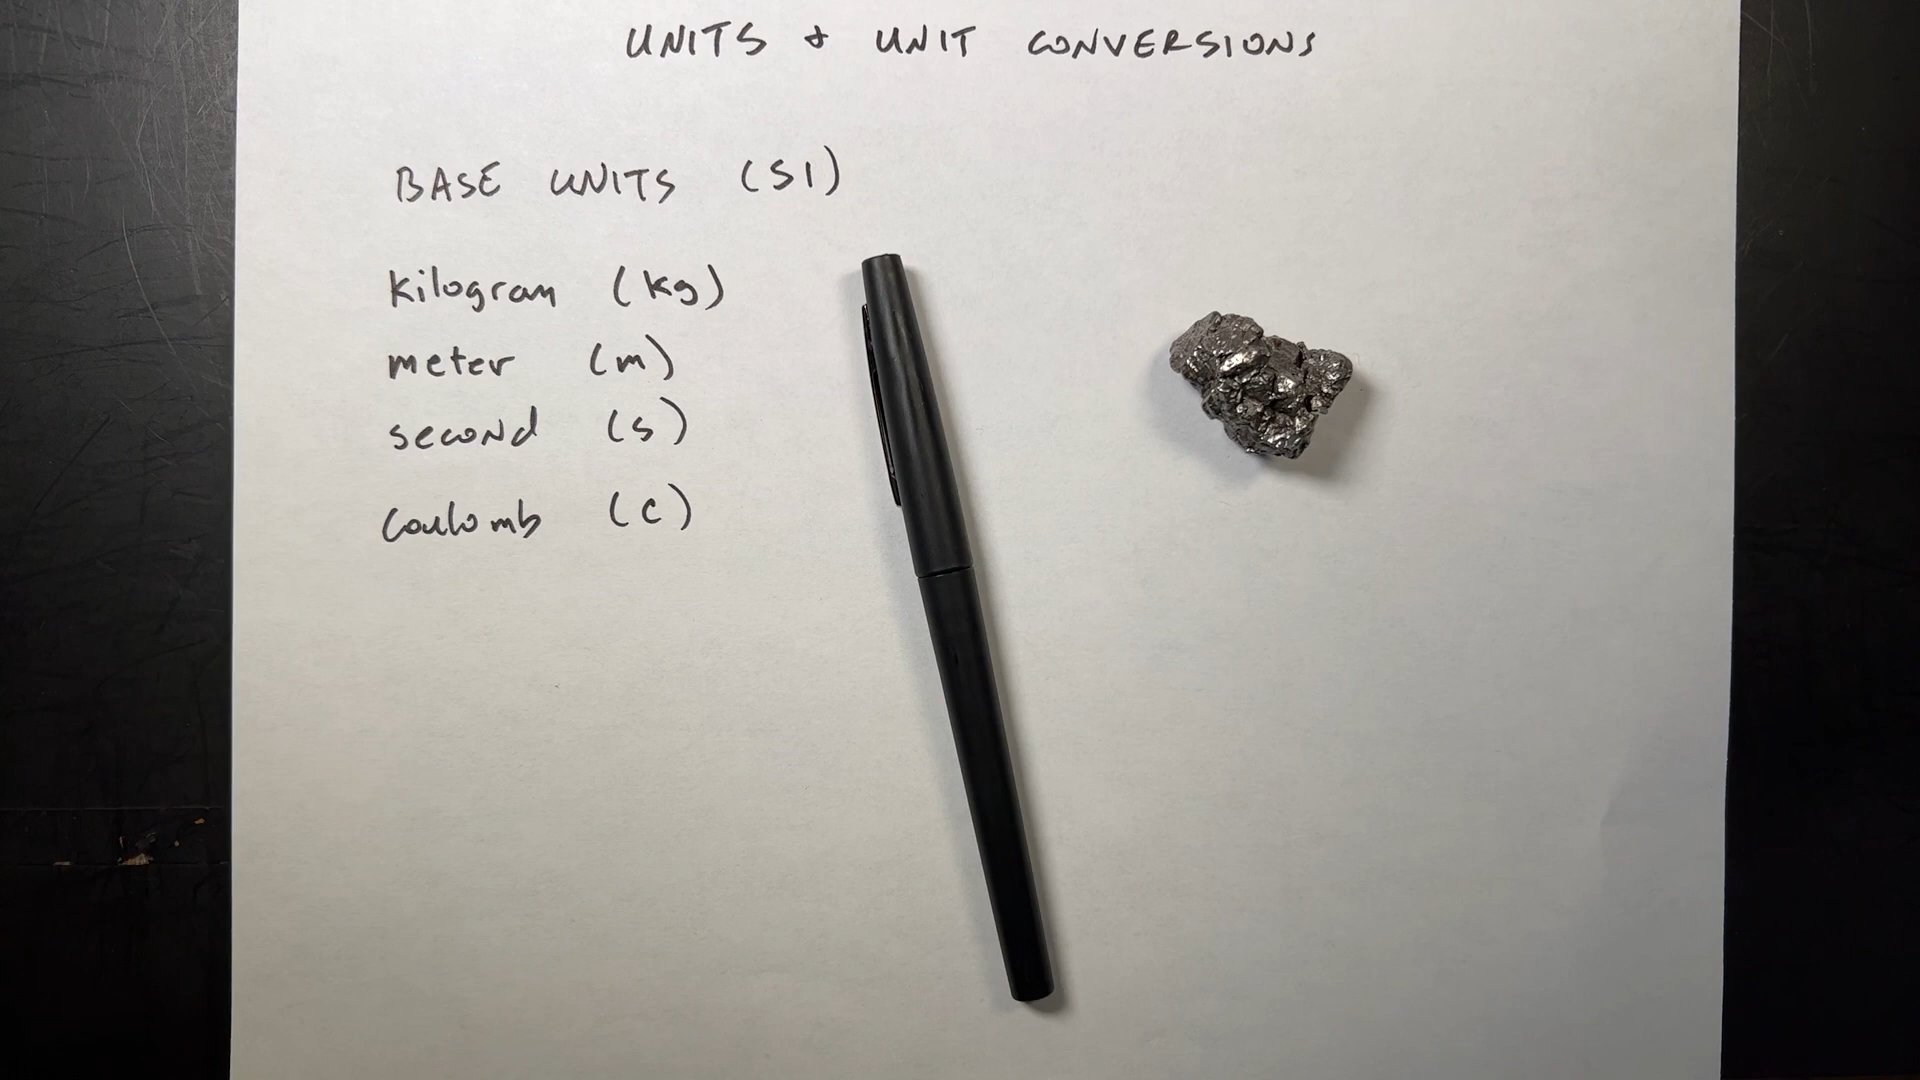 UNITS + UNIT CONVERSIONS
BASE UNITS (SI)
kilogram (kg)
meter (m)
second (s)
coulomb (C)